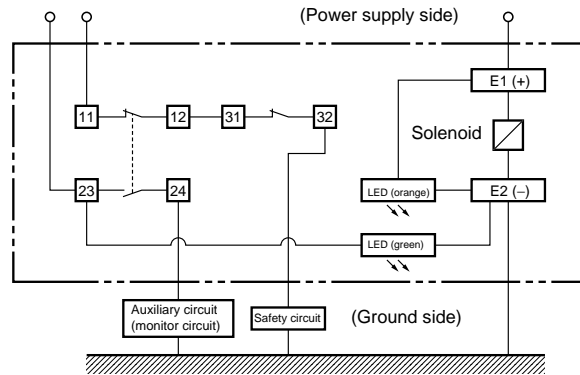 (Power supply side)
E1 (+)
11
12
31
32
Solenoid
23
24
LED (orange)
E2 (−)
LED (green)
Auxiliary circuit
(monitor circuit)
Safety circuit
(Ground side)